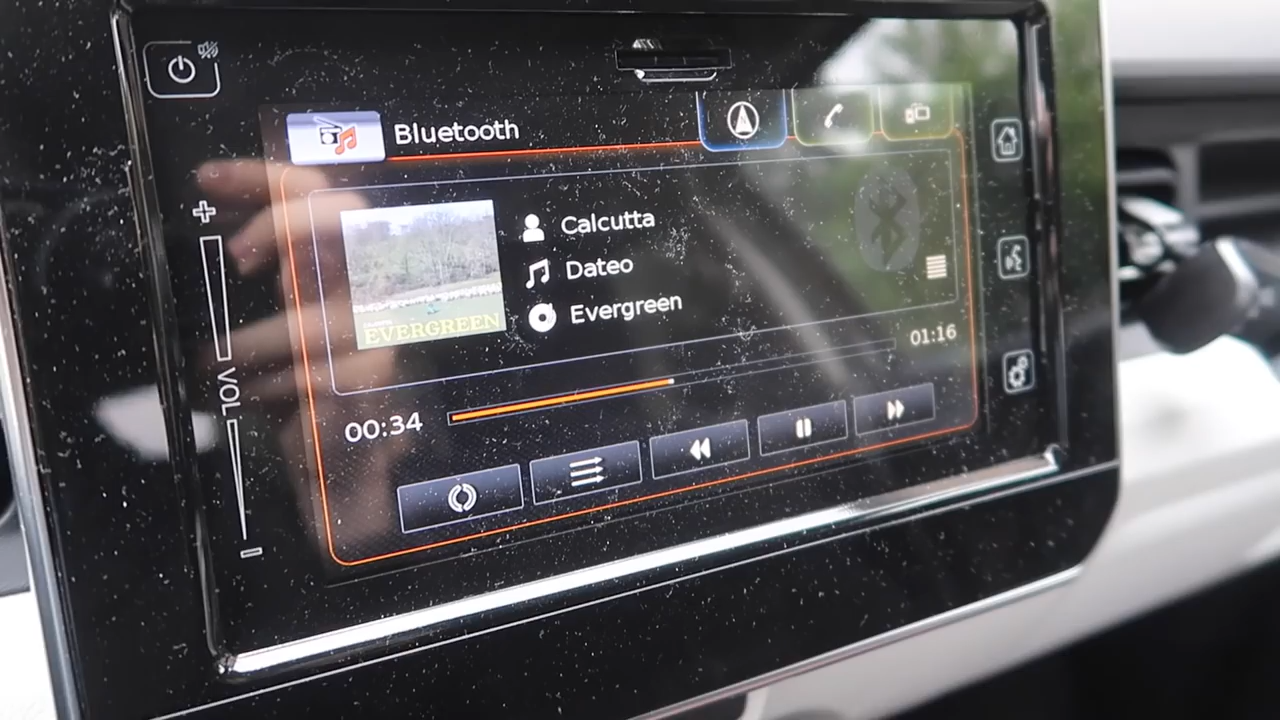 Bluetooth
Calcutta
Dateo
Evergreen
EVERGREEN
01:16
00:34
VOL